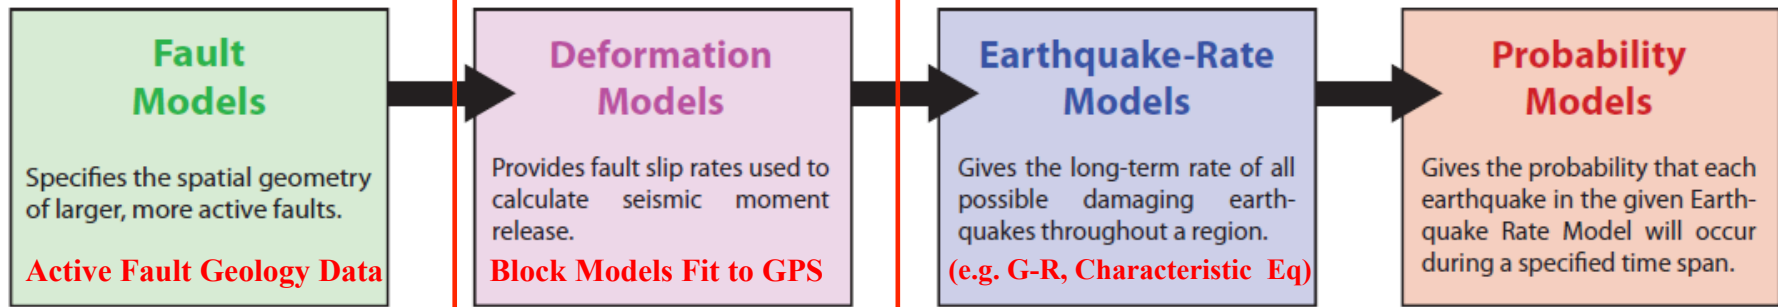 Fault
Models
Specifies the spatial geometry
of larger, more active faults.
Active Fault Geology Data
Deformation
Models
Provides fault slip rates used to
calculate seismic moment
release.
Block Models Fit to GPS
Earthquake-Rate
Models
Gives the long-term rate of all
possible damaging earth-
quakes throughout a region.
(e.g. G-R, Characteristic Eq)
Probability
Models
Gives the probability that each
earthquake in the given Earth-
quake Rate Model will occur
during a specified time span.